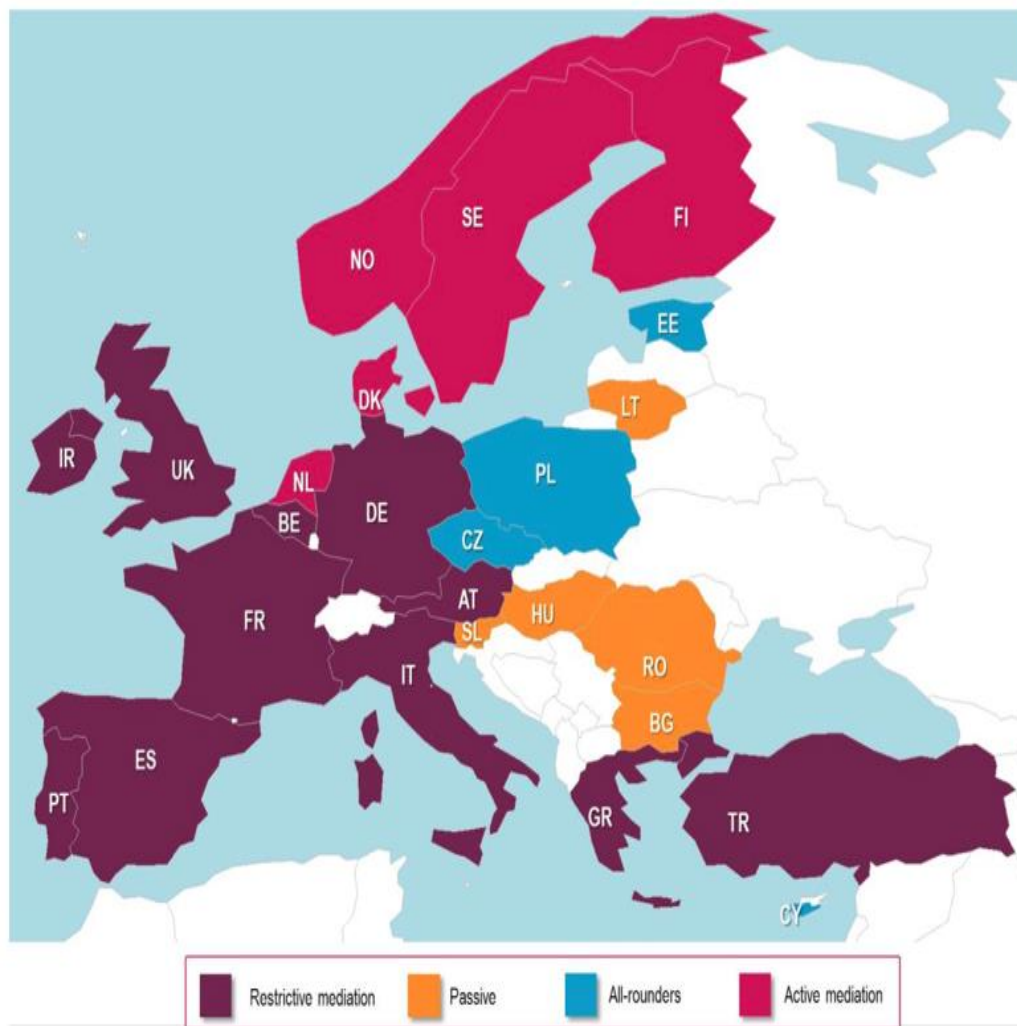 SE
FI
NO
EE
DK
LT
IR
UK
NL
PL
BE
DE
CZ
AT
FR
HU
SL
IT
RO
BG
ES
PT
GR
TR
CY
Restrictive mediation
Passive
All-rounders
Active mediation